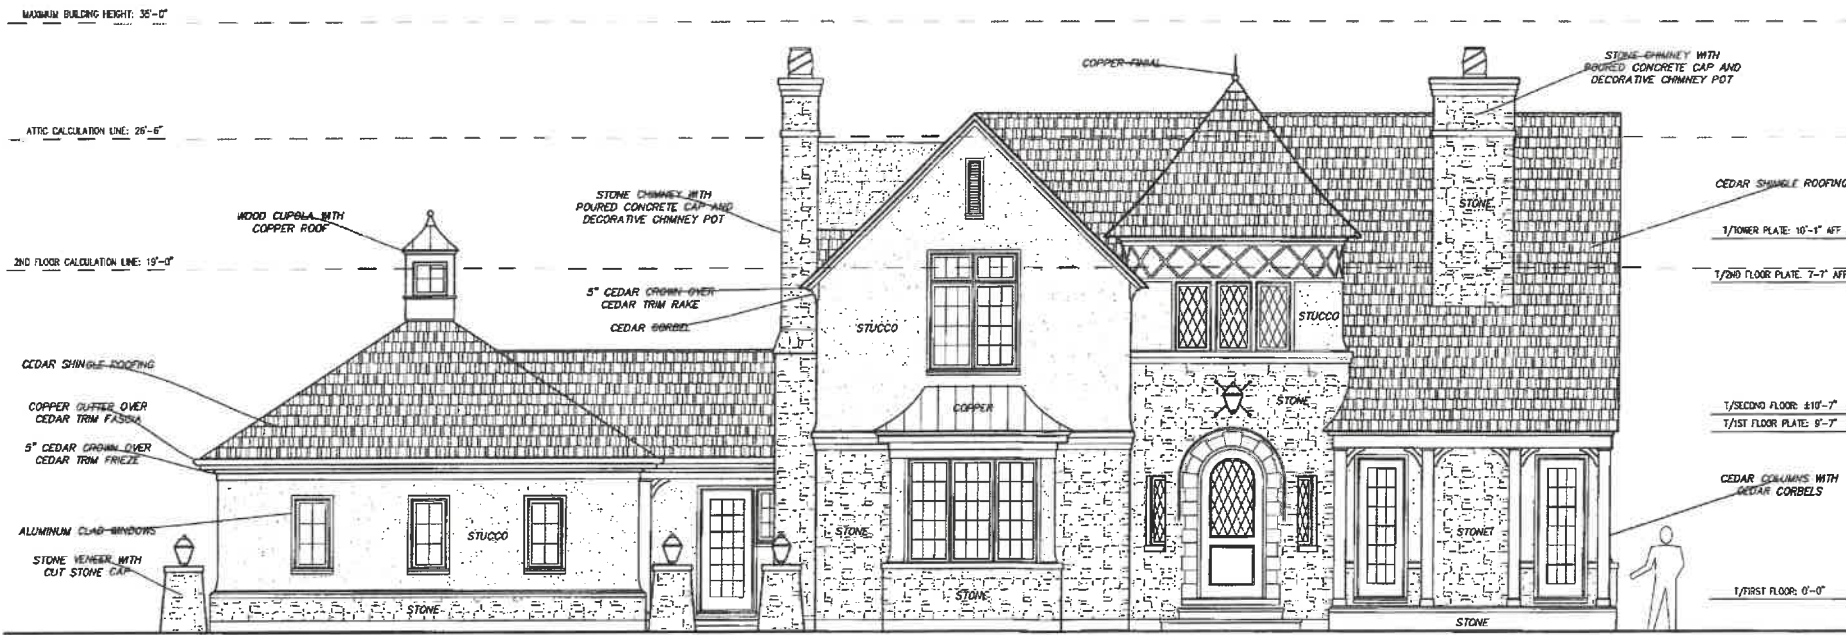 MAXIMUM BUILDING HEIGHT: 35'-0"
COPPER FINIAL
STONE CHIMNEY WITH
POURED CONCRETE CAP AND
DECORATIVE CHIMNEY POT
ATTIC CALCULATION LINE: 26'-6"
STONE CHIMNEY WITH
POURED CONCRETE CAP AND
DECORATIVE CHIMNEY POT
CEDAR SHINGLE ROOFING
STONE
WOOD CUPOLA WITH
COPPER ROOF
T/TOWER PLATE: 10'-1" AFF
2ND FLOOR CALCULATION LINE: 19'-0"
T/2ND FLOOR PLATE: 7-7" AFF
5" CEDAR CROWN OVER
CEDAR TRIM RAKE
CEDAR CORBEL
STUCCO
STUCCO
CEDAR SHINGLE ROOFING
COPPER GUTTER OVER
CEDAR TRIM FASCIA
COPPER
STONE
T/SECOND FLOOR: ±10'-7"
T/1ST FLOOR PLATE: 9'-7"
5" CEDAR CROWN OVER
CEDAR TRIM FRIEZE
CEDAR COLUMNS WITH
CEDAR CORBELS
ALUMINUM CLAD WINDOWS
STUCCO
STONE
STONET
STONE VENEER WITH
CUT STONE CAP
STONE
STONE
T/FIRST FLOOR: 0'-0"
STONE